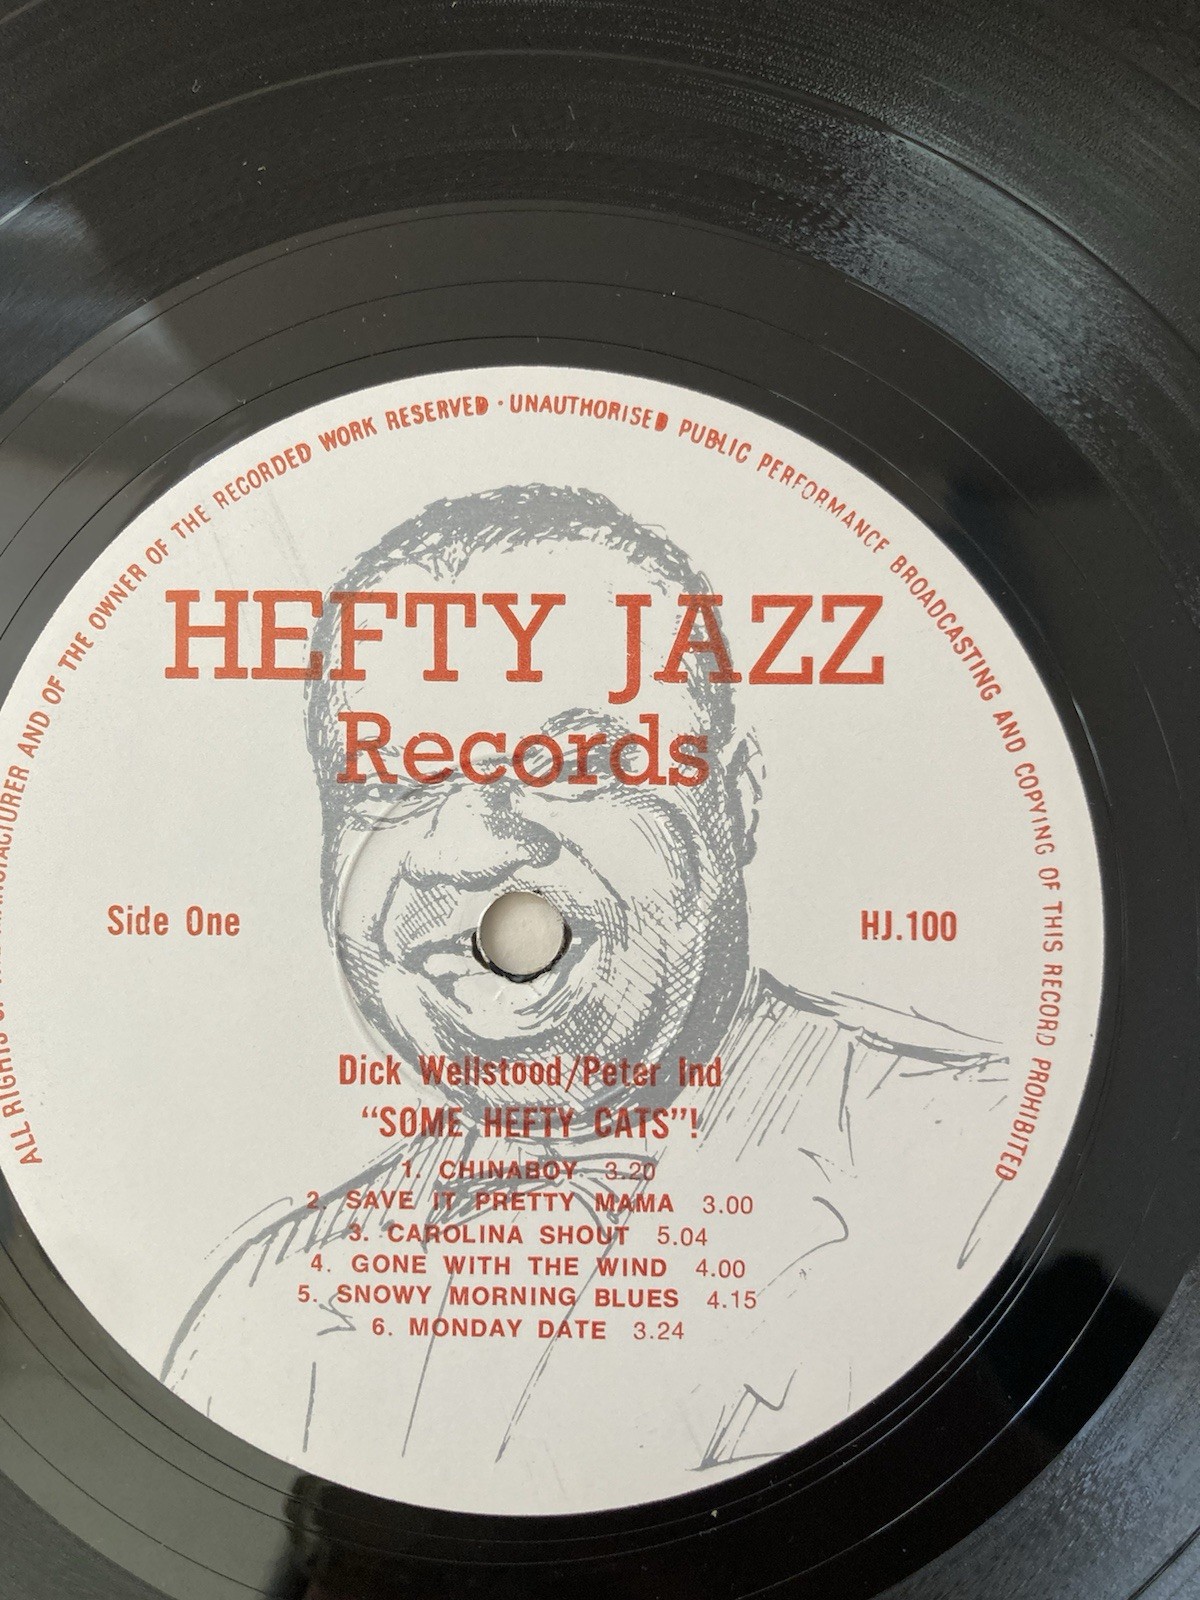 ALL RIGHTS OF THE MANUFACTURER AND OF THE OWNER OF THE RECORDED WORK RESERVED · UNAUTHORISED PUBLIC PERFORMANCE BROADCASTING AND COPYING OF THIS RECORD PROHIBITED
HEFTY JAZZ
Records
Side One
HJ.100
Dick Wellstood/Peter Ind
“SOME HEFTY CATS”!
1. CHINABOY 3.20
2. SAVE IT PRETTY MAMA 3.00
3. CAROLINA SHOUT 5.04
4. GONE WITH THE WIND 4.00
5. SNOWY MORNING BLUES 4.15
6. MONDAY DATE 3.24